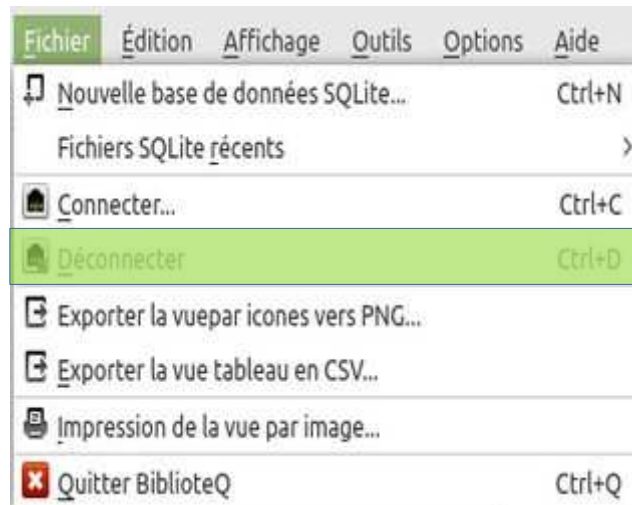 Fichier Édition Affichage Outils Options Aide
Nouvelle base de données SQLite... Ctrl+N
Fichiers SQLite récents
Connecter... Ctrl+C
Déconnecter Ctrl+D
Exporter la vuepar icones vers PNG...
Exporter la vue tableau en CSV...
Impression de la vue par image...
Quitter BiblioteQ Ctrl+Q